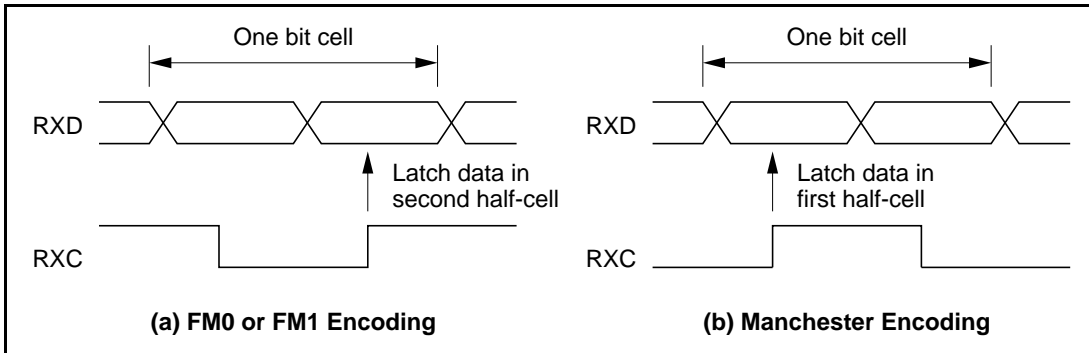 One bit cell
RXD
Latch data in
second half-cell
RXC
(a) FM0 or FM1 Encoding
One bit cell
RXD
Latch data in
first half-cell
RXC
(b) Manchester Encoding